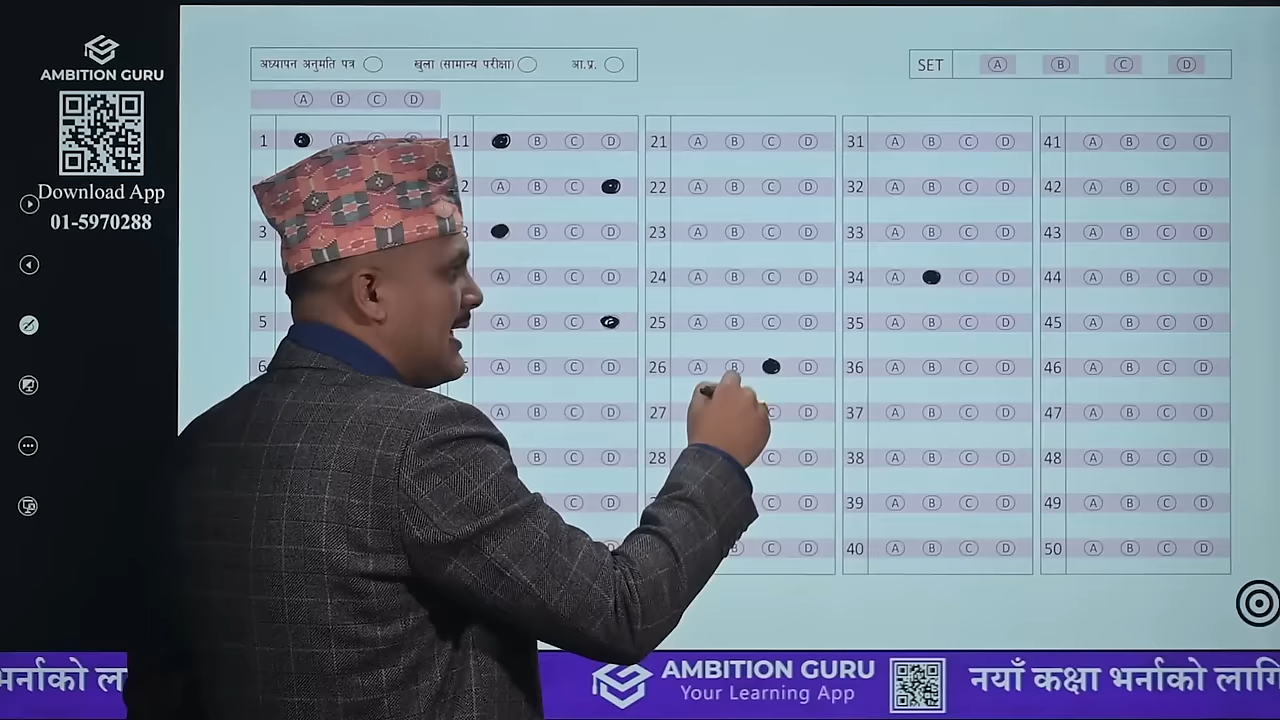 AMBITION GURU
Download App
01-5970288
अध्यापन अनुमति पत्र खुला (सामान्य परीक्षा) आ.प्र.
SET A B C D
A B C D
1 B C
11 B C D
21 A B C D
31 A B C D
41 A B C D
A B C
22 A B C D
32 A B C D
42 A B C D
3
B C D
23 A B C D
33 A B C D
43 A B C D
4
A B C D
24 A B C D
34 A C D
44 A B C D
5
A B C
25 A B C D
35 A B C D
45 A B C D
6
A B C D
26 A B D
36 A B C D
46 A B C D
A B C D
27 C D
37 A B C D
47 A B C D
B C D
28 C D
38 A B C D
48 A B C D
C D
C D
39 A B C D
49 A B C D
B C D
40 A B C D
50 A B C D
भर्नाको
AMBITION GURU
Your Learning App
नयाँ कक्षा भर्नाको लागि